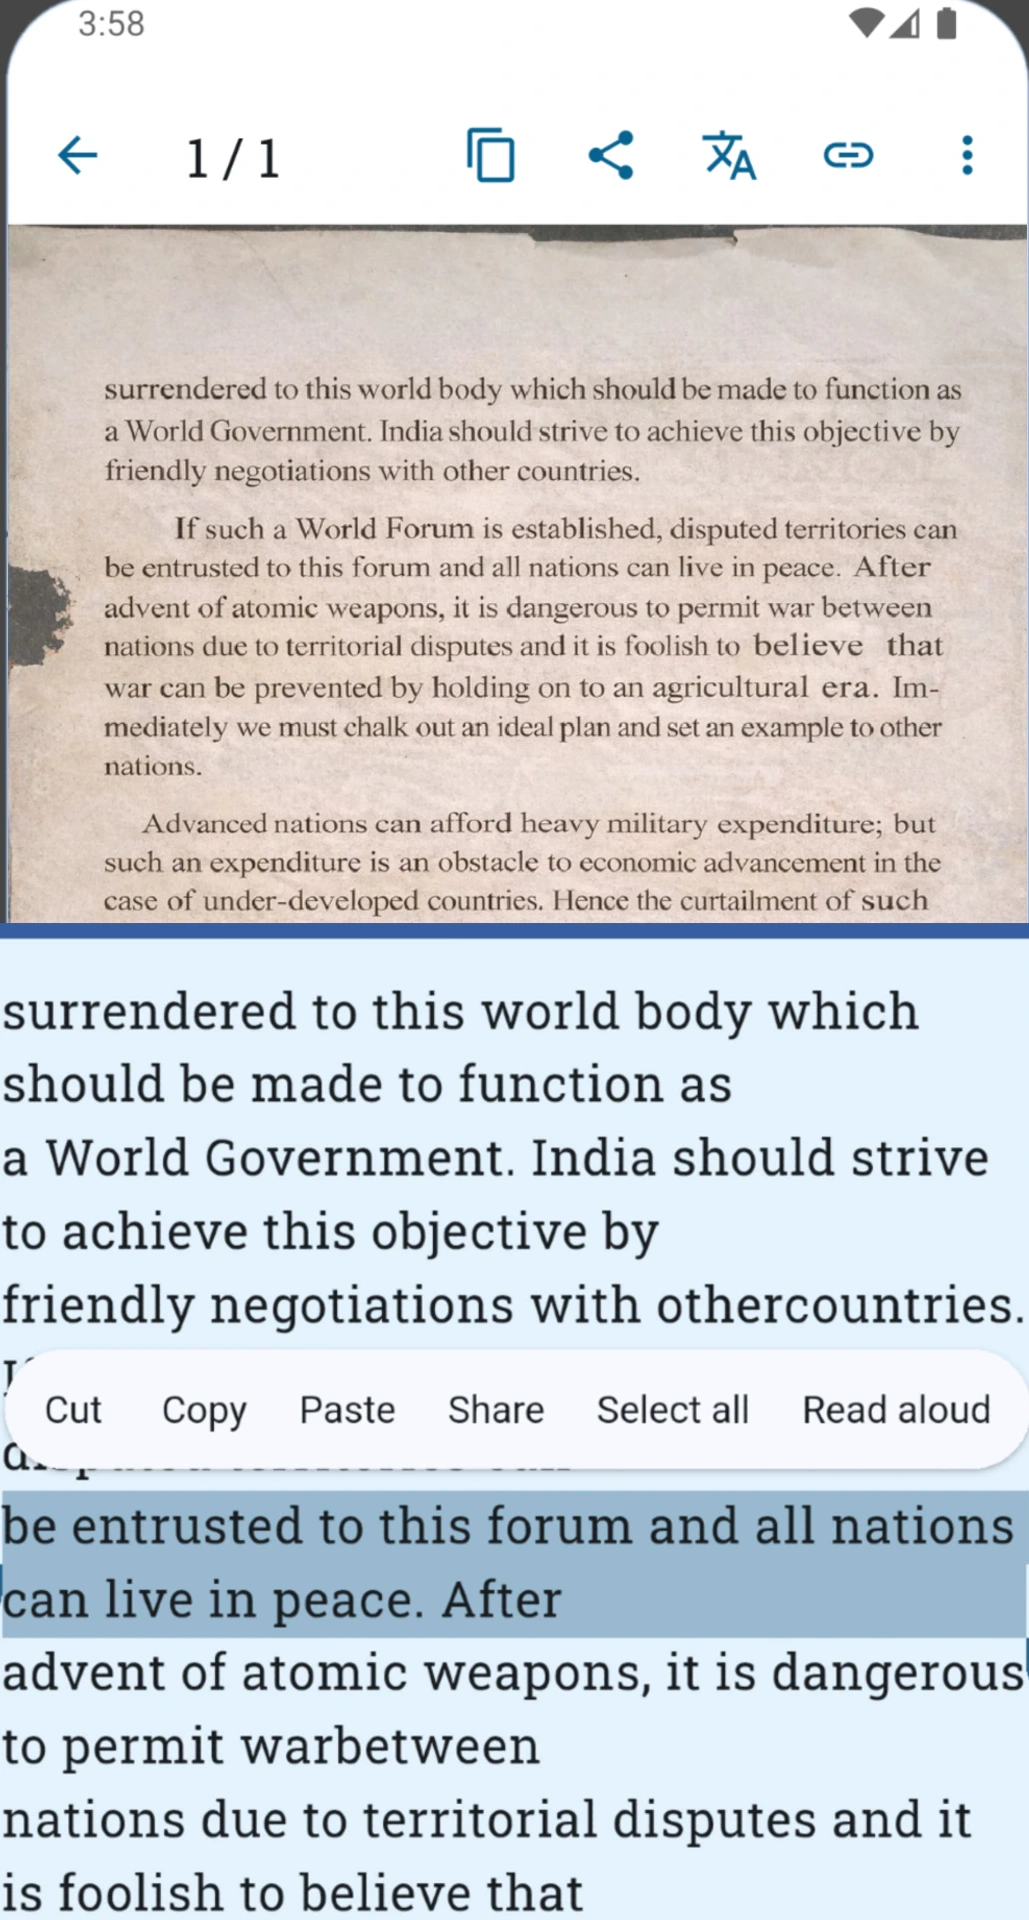 3:58
1 / 1
surrendered to this world body which should be made to function as
a World Government. India should strive to achieve this objective by
friendly negotiations with other countries.
If such a World Forum is established, disputed territories can
be entrusted to this forum and all nations can live in peace. After
advent of atomic weapons, it is dangerous to permit war between
nations due to territorial disputes and it is foolish to believe that
war can be prevented by holding on to an agricultural era. Im-
mediately we must chalk out an ideal plan and set an example to other
nations.
Advanced nations can afford heavy military expenditure; but
such an expenditure is an obstacle to economic advancement in the
case of under-developed countries. Hence the curtailment of such
surrendered to this world body which
should be made to function as
a World Government. India should strive
to achieve this objective by
friendly negotiations with othercountries.
Cut Copy Paste Share Select all Read aloud
be entrusted to this forum and all nations
can live in peace. After
advent of atomic weapons, it is dangerous
to permit warbetween
nations due to territorial disputes and it
is foolish to believe that